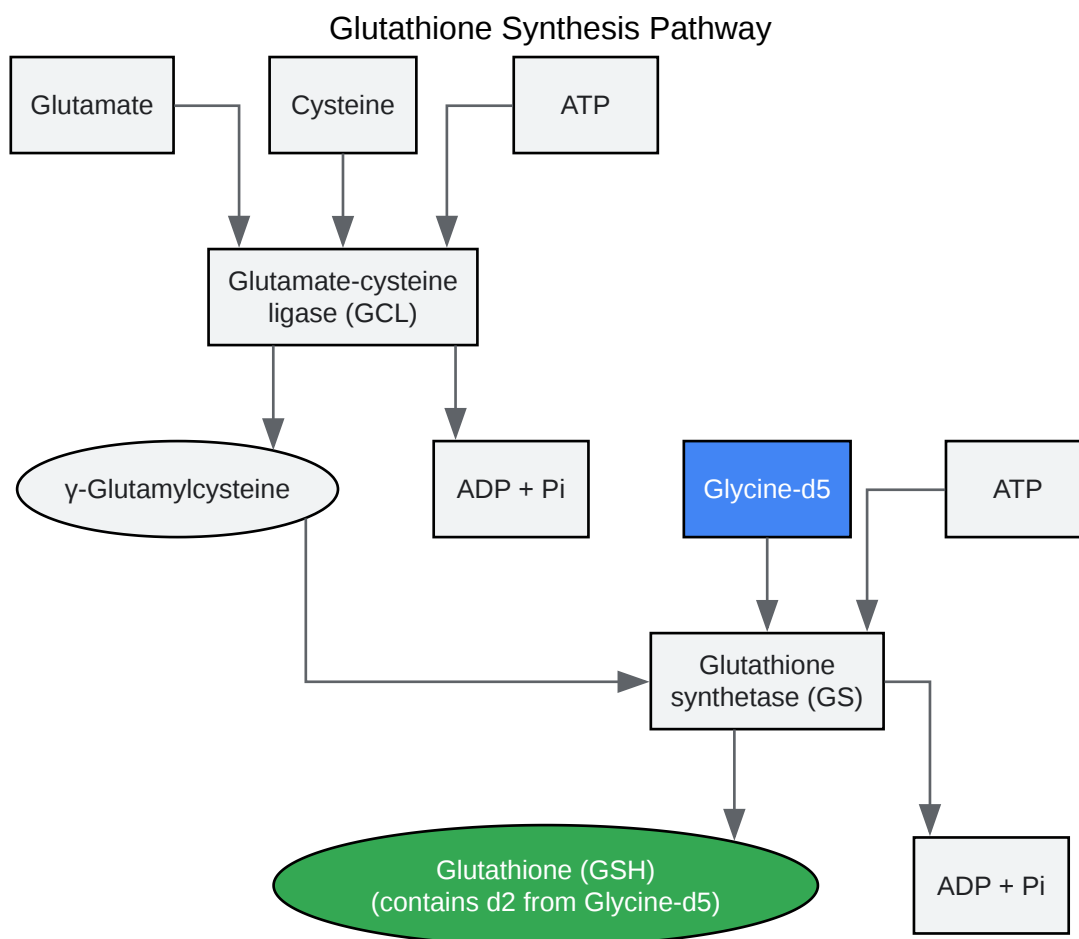 Glutathione Synthesis Pathway
Glutamate
Cysteine
ATP
Glutamate-cysteine
ligase (GCL)
γ-Glutamylcysteine
ADP + Pi
Glycine-d5
ATP
Glutathione
synthetase (GS)
Glutathione (GSH)
(contains d2 from Glycine-d5)
ADP + Pi